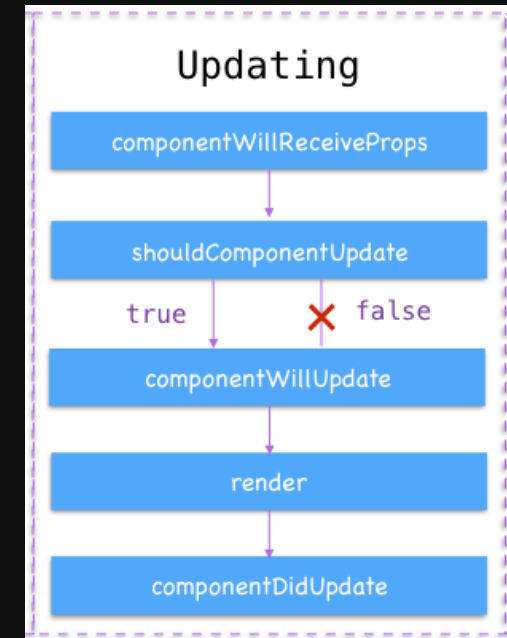 Updating
componentWillReceiveProps
shouldComponentUpdate
true
false
componentWillUpdate
render
componentDidUpdate